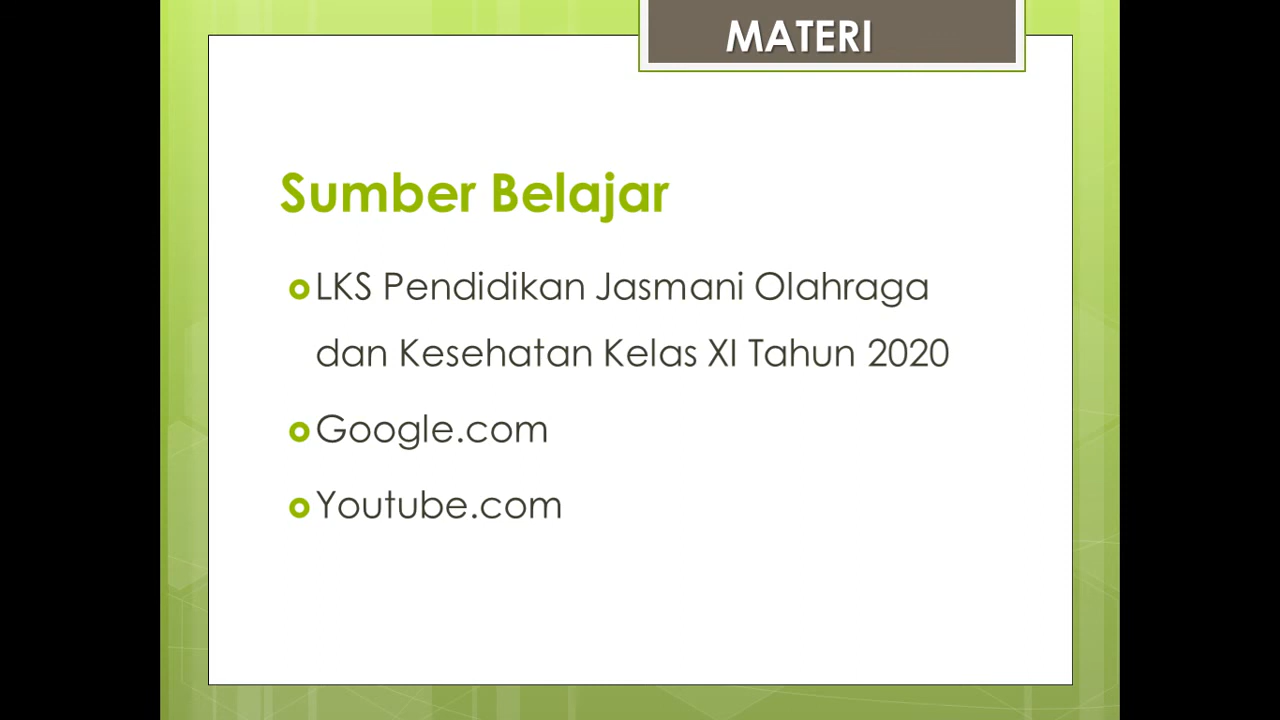 MATERI
Sumber Belajar
LKS Pendidikan Jasmani Olahraga
dan Kesehatan Kelas XI Tahun 2020
Google.com
Youtube.com